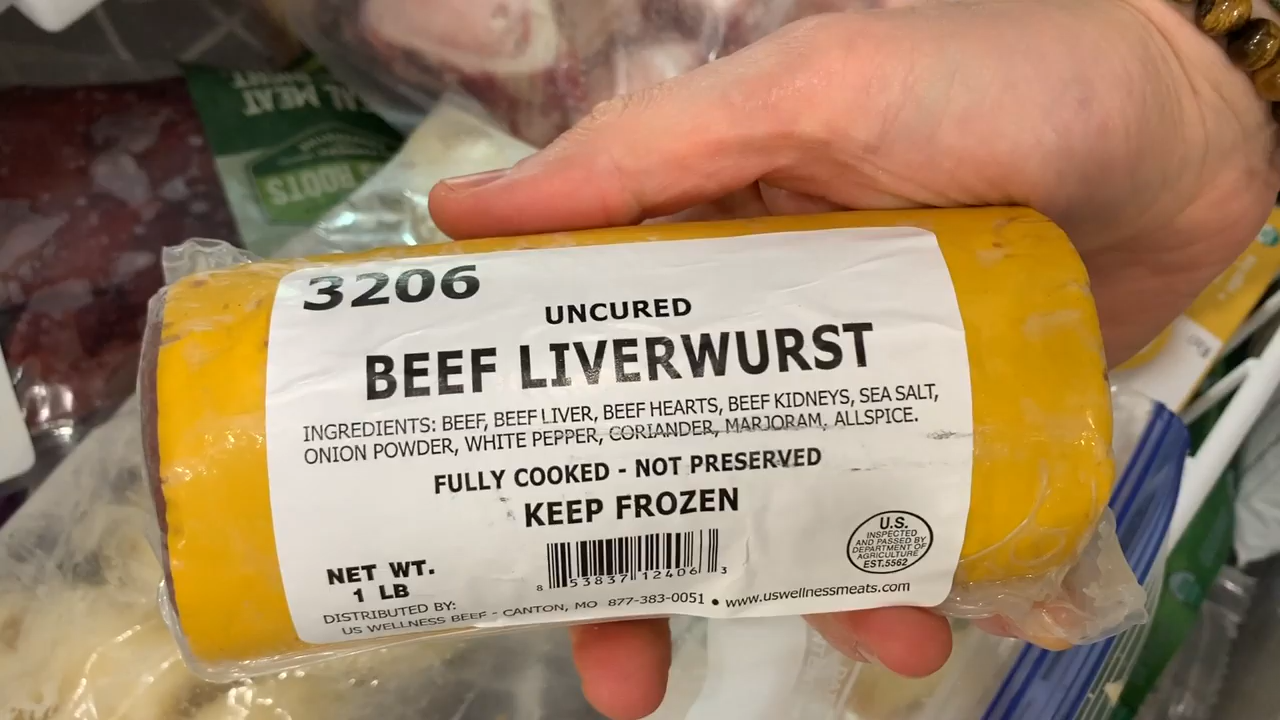 AL MEAT
ROOTS
3206
UNCURED
BEEF LIVERWURST
INGREDIENTS: BEEF, BEEF LIVER, BEEF HEARTS, BEEF KIDNEYS, SEA SALT,
ONION POWDER, WHITE PEPPER, CORIANDER, MARJORAM, ALLSPICE.
FULLY COOKED - NOT PRESERVED
KEEP FROZEN
NET WT.
1 LB
8 53837 12406 3
U.S.
INSPECTED
AND PASSED BY
DEPARTMENT OF
AGRICULTURE
EST.5562
DISTRIBUTED BY:
US WELLNESS BEEF - CANTON, MO 877-383-0051 • www.uswellnessmeats.com